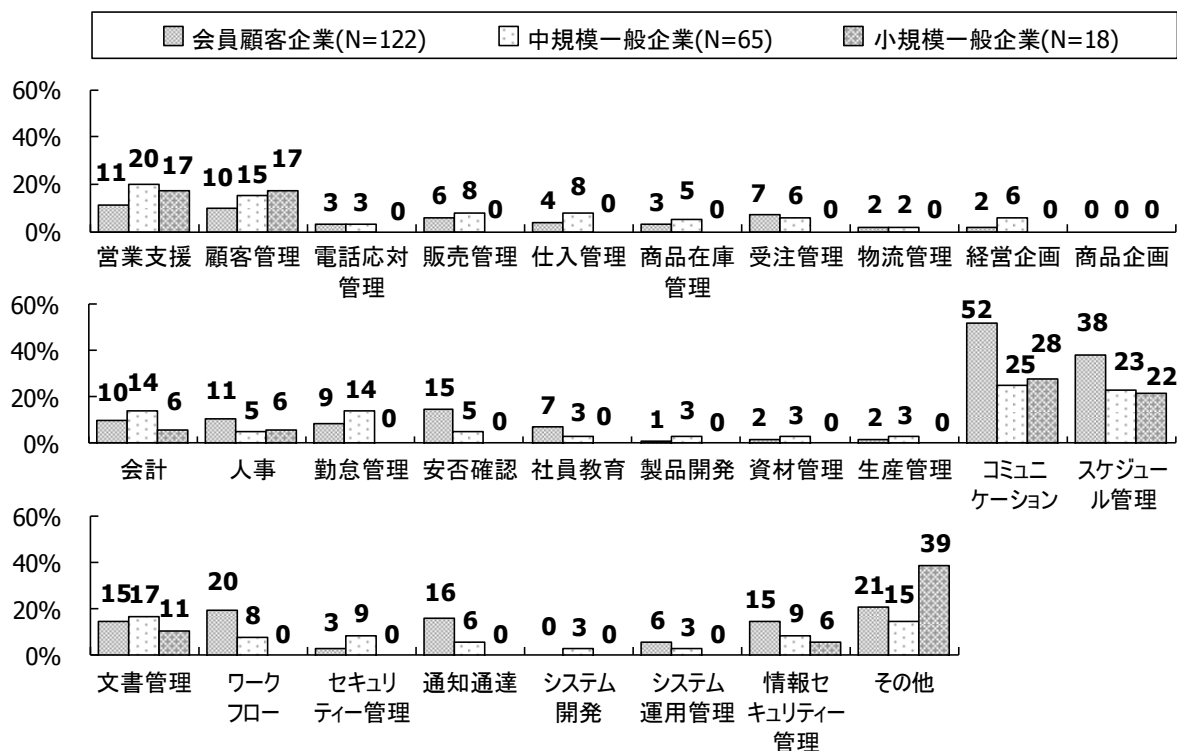 会員顧客企業(N=122) 中規模一般企業(N=65) 小規模一般企業(N=18)
60%
40%
20%
0%
11 20 17 10 15 17 3 3 0 6 8 0 4 8 0 3 5 0 7 6 0 2 2 0 2 6 0 0 0 0
営業支援 顧客管理 電話応対 販売管理 仕入管理 商品在庫 受注管理 物流管理 経営企画 商品企画
管理 管理
60%
40%
20%
0%
10 14 6 11 5 6 9 14 0 15 5 0 7 3 0 1 3 0 2 3 0 2 3 0 52 25 28 38 23 22
会計 人事 勤怠管理 安否確認 社員教育 製品開発 資材管理 生産管理 コミュニ スケジュー
ケーション ル管理
60%
40%
20%
0%
15 17 11 20 8 0 3 9 0 16 6 0 0 3 0 6 3 0 15 9 6 21 15 39
文書管理 ワーク セキュリ 通知通達 システム システム 情報セ その他
フロー ティー管理 開発 運用管理 キュリティー
管理